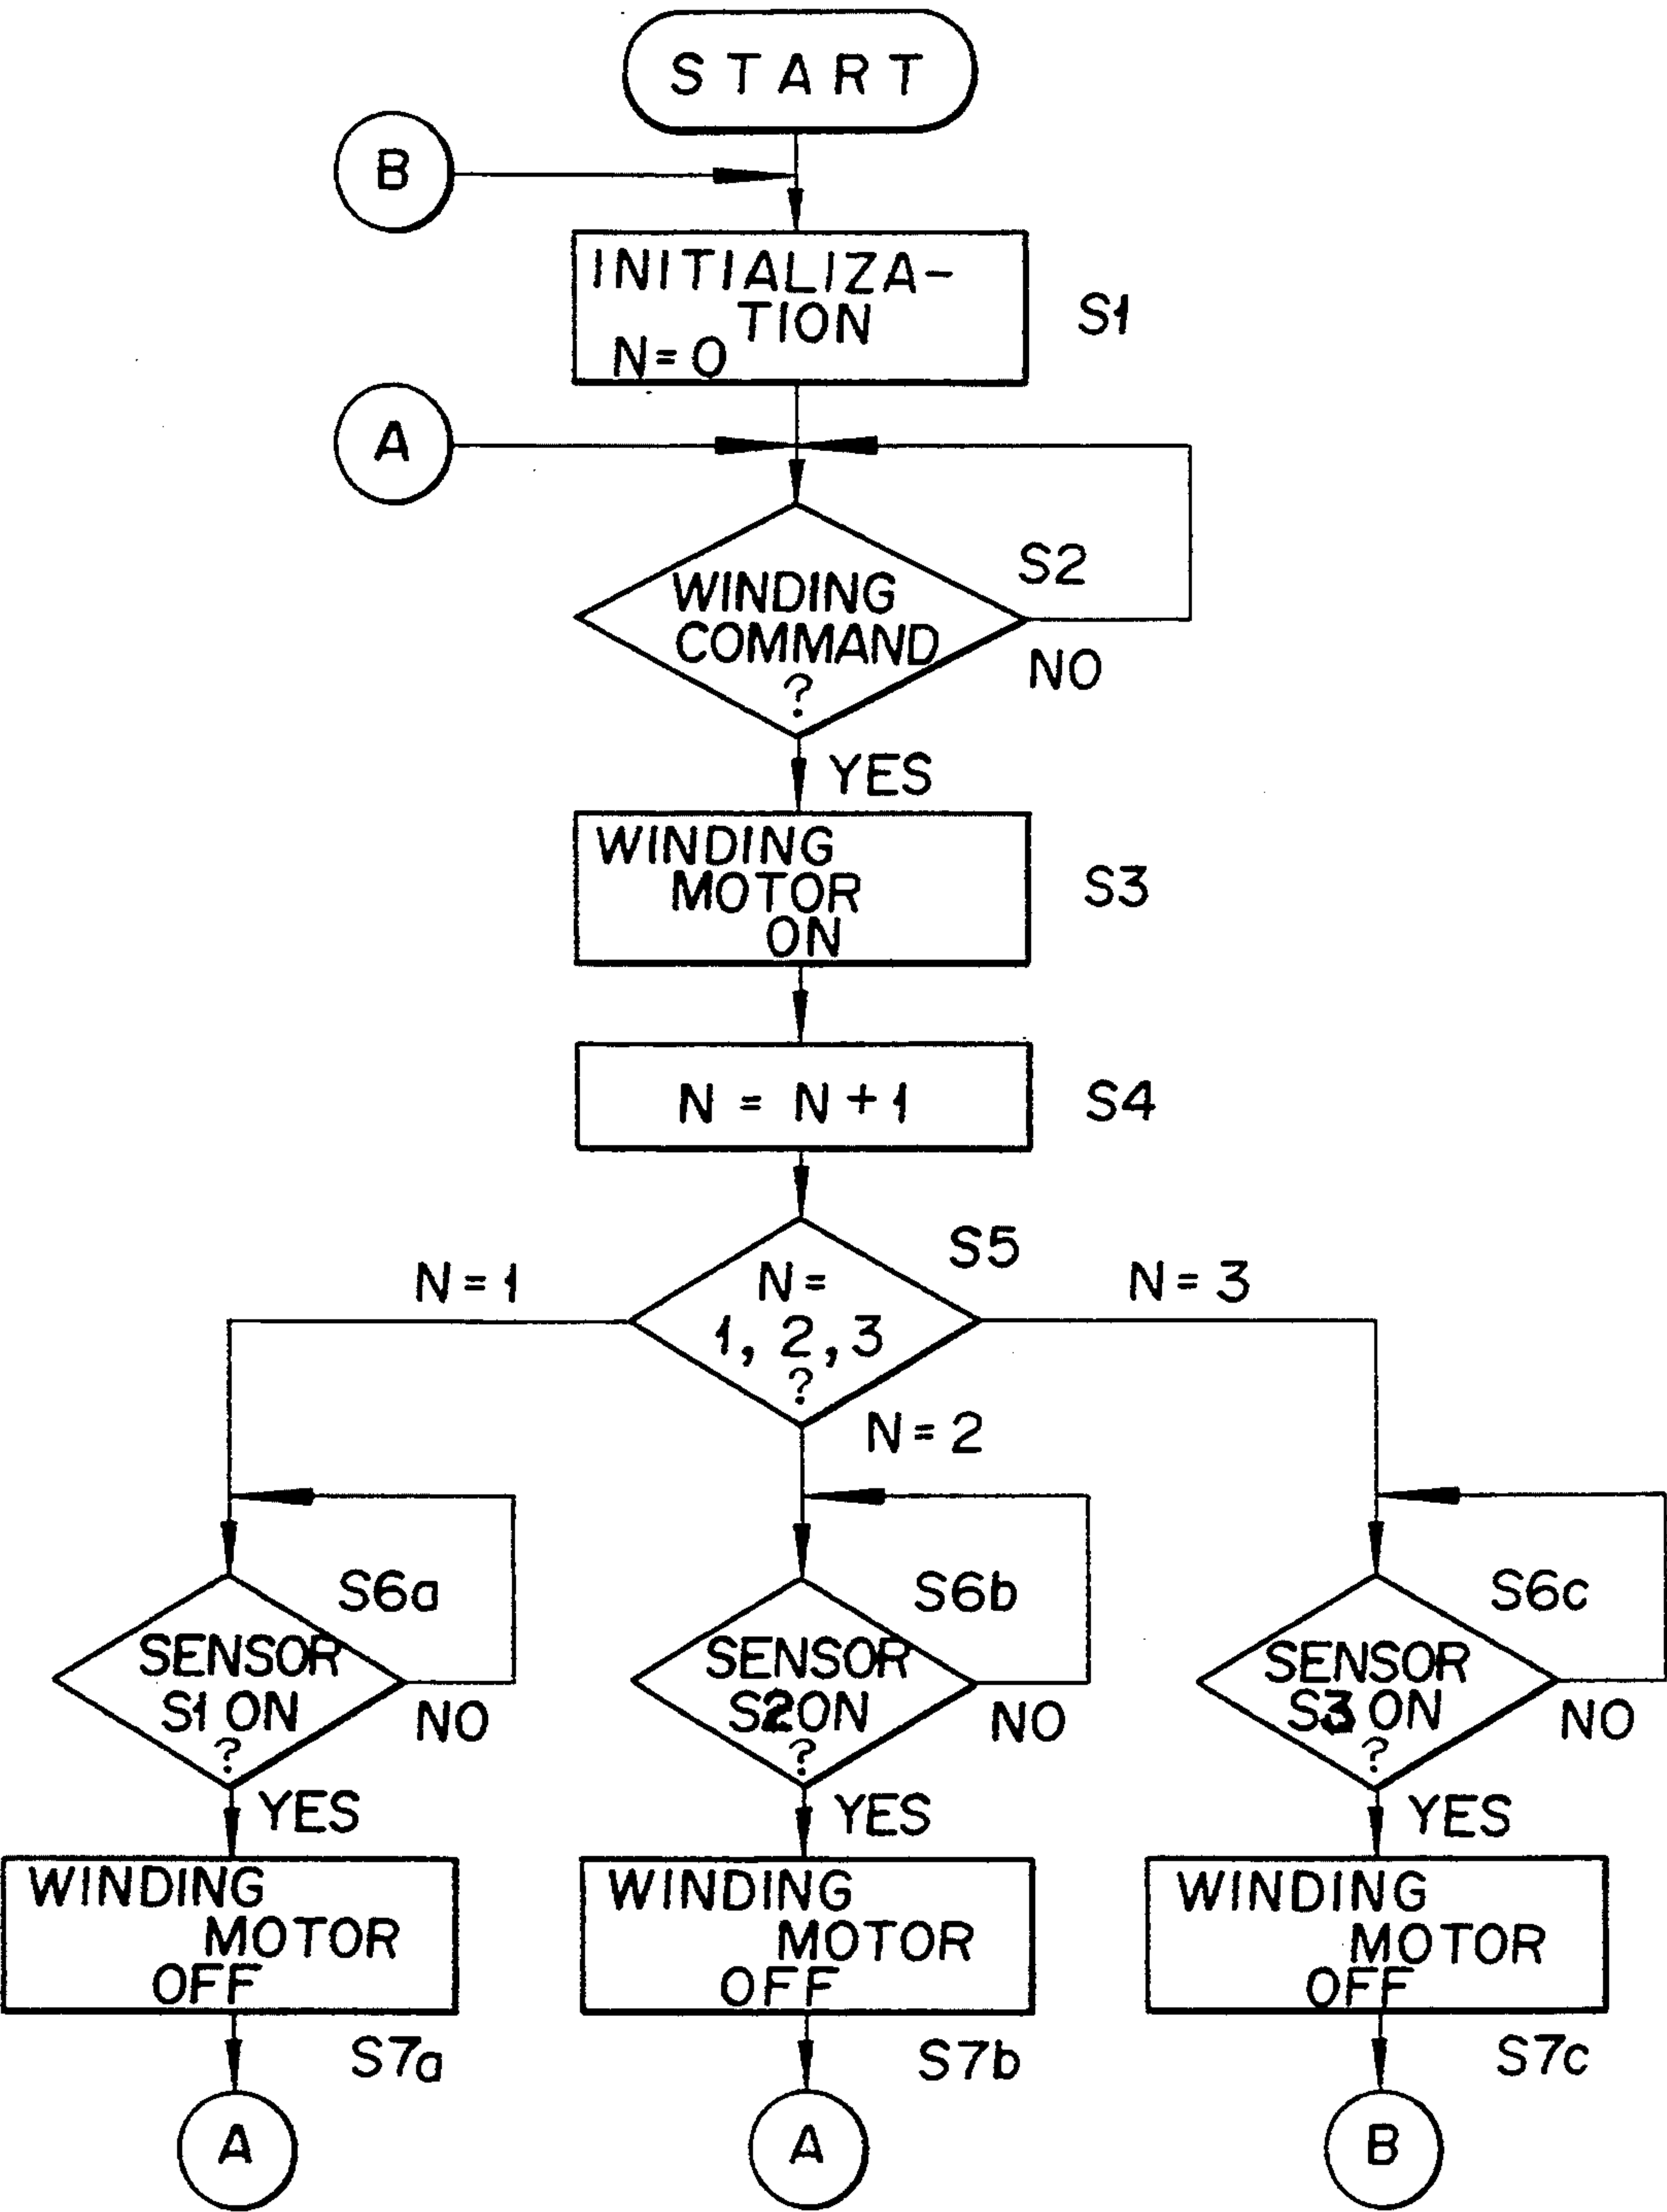 START
B
INITIALIZA-
TION
N=0
S1
A
S2
WINDING
COMMAND
?
NO
YES
WINDING
MOTOR
ON
S3
N = N+1
S4
S5
N=1
N=
1, 2, 3
?
N=3
N=2
S6a
SENSOR
S1 ON
?
NO
YES
S6b
SENSOR
S2 ON
?
NO
YES
S6c
SENSOR
S3 ON
?
NO
YES
WINDING
MOTOR
OFF
S7a
WINDING
MOTOR
OFF
S7b
WINDING
MOTOR
OFF
S7c
A
A
B